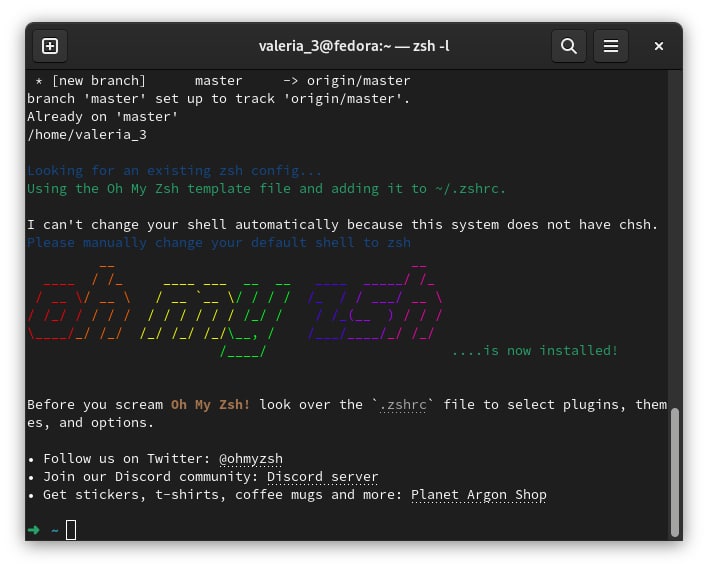 valeria_3@fedora:~ — zsh -l
* [new branch]      master     -> origin/master
branch 'master' set up to track 'origin/master'.
Already on 'master'
/home/valeria_3
Looking for an existing zsh config...
Using the Oh My Zsh template file and adding it to ~/.zshrc.
I can't change your shell automatically because this system does not have chsh.
Please manually change your default shell to zsh
         __                                     __
  ____  / /_     ____ ___  __  __   ____  _____/ /_
 / __ \/ __ \   / __ `__ \/ / / /  /_  / / ___/ __ \
/ /_/ / / / /  / / / / / / /_/ /    / /_(__  ) / / /
\____/_/ /_/  /_/ /_/ /_/\__, /    /___/____/_/ /_/
                        /____/                       ....is now installed!
Before you scream Oh My Zsh! look over the `.zshrc` file to select plugins, them
es, and options.
• Follow us on Twitter: @ohmyzsh
• Join our Discord community: Discord server
• Get stickers, t-shirts, coffee mugs and more: Planet Argon Shop
➜ ~